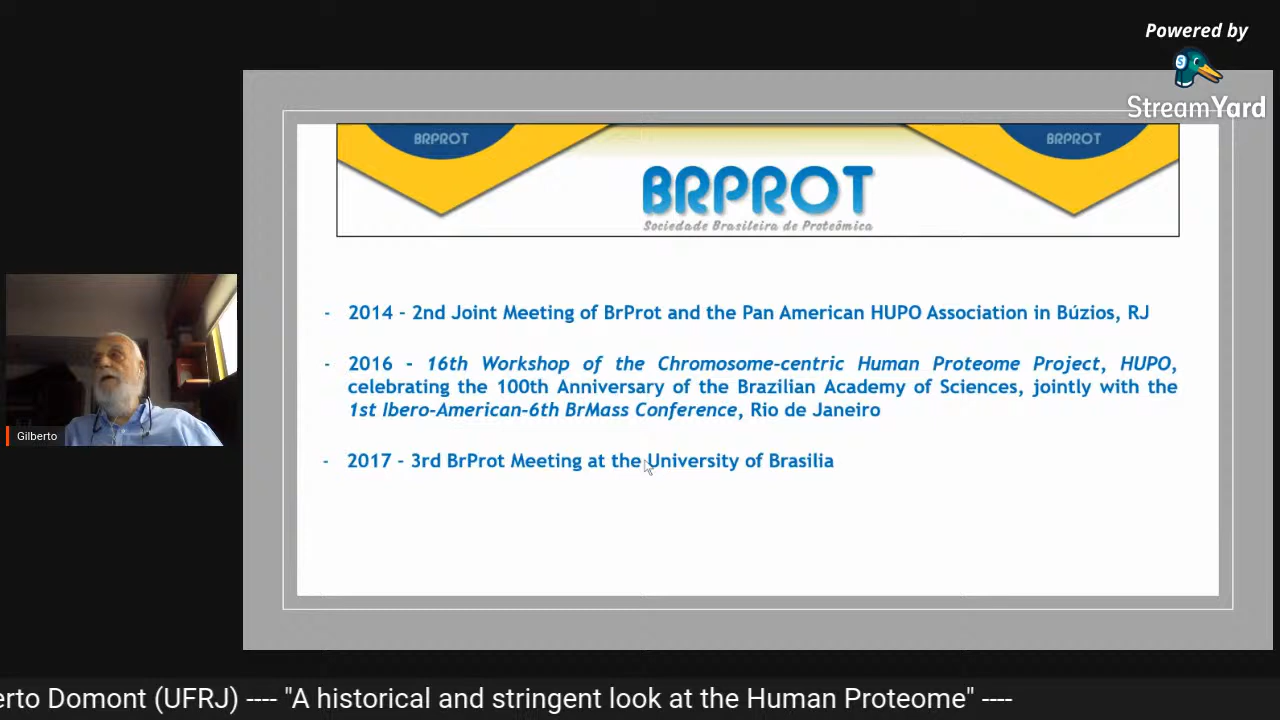 Powered by
StreamYard
BRPROT
BRPROT
BRPROT
Sociedade Brasileira de Proteômica
- 2014 - 2nd Joint Meeting of BrProt and the Pan American HUPO Association in Búzios, RJ
- 2016 - 16th Workshop of the Chromosome-centric Human Proteome Project, HUPO,
celebrating the 100th Anniversary of the Brazilian Academy of Sciences, jointly with the
1st Ibero-American-6th BrMass Conference, Rio de Janeiro
- 2017 - 3rd BrProt Meeting at the University of Brasilia
Gilberto
erto Domont (UFRJ) ---- "A historical and stringent look at the Human Proteome" ----